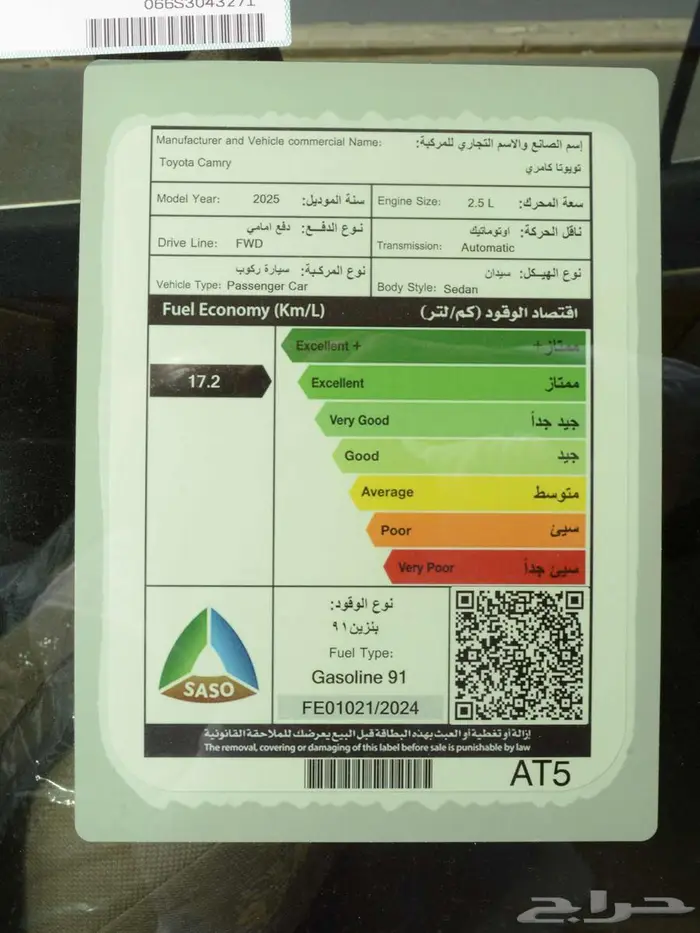 066S3043271
Manufacturer and Vehicle commercial Name: إسم الصانع والاسم التجاري للمركبة:
Toyota Camry تويوتا كامري
Model Year: 2025 سنة الموديل:
Engine Size: 2.5 L سعة المحرك:
نوع الدفع: دفع امامي
Drive Line: FWD
ناقل الحركة: اوتوماتيك
Transmission: Automatic
نوع المركبة: سيارة ركوب
Vehicle Type: Passenger Car
نوع الهيكل: سيدان
Body Style: Sedan
Fuel Economy (Km/L) اقتصاد الوقود (كم/لتر)
Excellent + ممتاز+
17.2
Excellent ممتاز
Very Good جيد جداً
Good جيد
Average متوسط
Poor سيئ
Very Poor سيئ جداً
SASO
نوع الوقود:
بنزين ٩١
Fuel Type:
Gasoline 91
FE01021/2024
إزالة أو تغطية أو العبث بهذه البطاقة قبل البيع يعرضك للملاحقة القانونية
The removal, covering or damaging of this label before sale is punishable by law
AT5
حراج